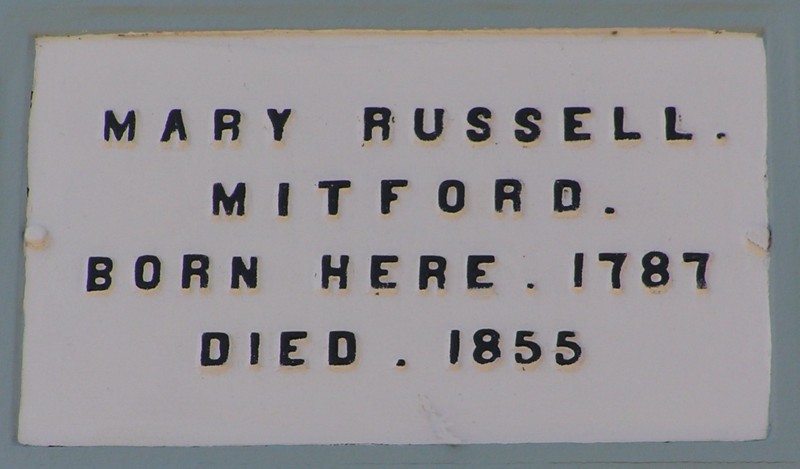 MARY RUSSELL.
MITFORD.
BORN HERE. 1787
DIED. 1855